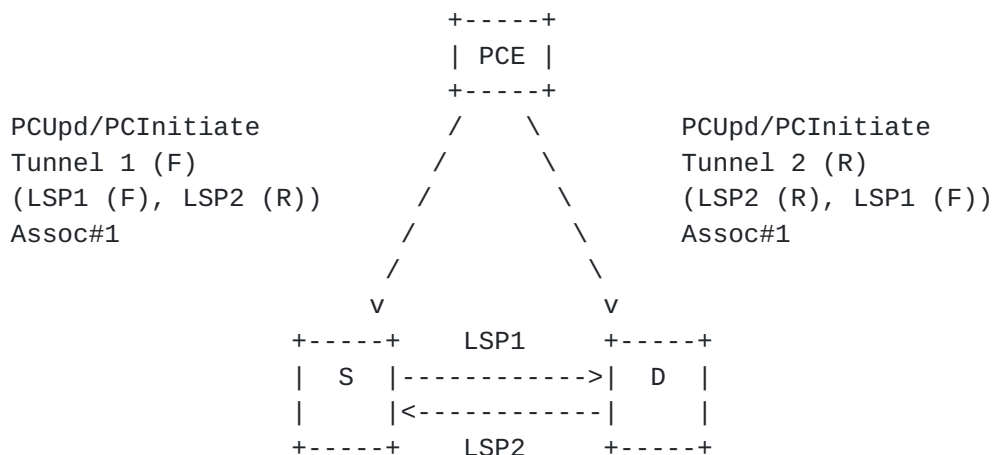 PCE
PCUpd/PCInitiate PCUpd/PCInitiate
Tunnel 1 (F) Tunnel 2 (R)
(LSP1 (F), LSP2 (R)) (LSP2 (R), LSP1 (F))
Assoc#1 Assoc#1
LSP1
S D
LSP2